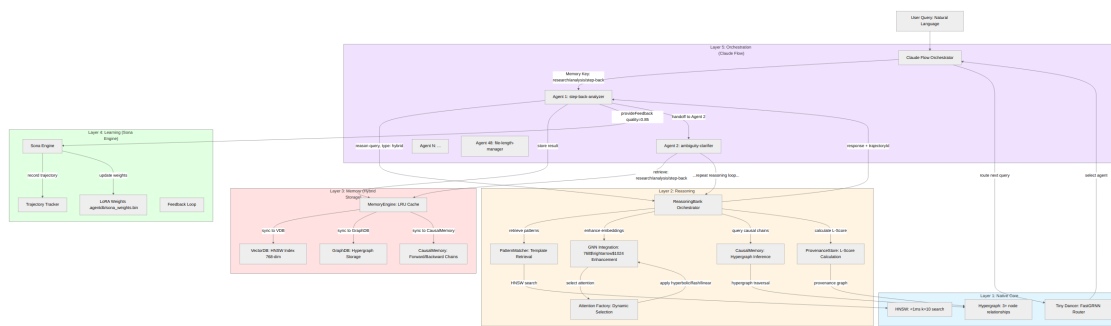 User Query: Natural
Language
Layer 5: Orchestration
(Claude Flow)
Claude Flow Orchestrator
Memory Key:
research/analysis/step-back
Agent 1: step-back-analyzer
provideFeedback
quality=0.85
handoff to Agent 2
Layer 4: Learning (Sona
Engine)
Sona Engine
reason query, type: hybrid
Agent N ...
Agent 48: file-length-
manager
store result
Agent 2: ambiguity-clarifier
response + trajectoryId
record trajectory
update weights
retrieve
research/analysis/step-back
...repeat reasoning loop...
route next query
select agent
Trajectory Tracker
LoRA Weights
Feedback Loop
Layer 3: Memory (Hybrid
Storage)
MemoryEngine: LRU Cache
Layer 2: Reasoning
ReasoningBank
Orchestrator
sync to VDB
sync to GraphDB
sync to CausalMemory
retrieve patterns
enhance embeddings
query causal chains
calculate L-Score
VectorDB: HNSW Index
768-dim
GraphDB: Hypergraph
Storage
CausalMemory:
Forward/Backward Chains
PatternMatcher: Template
Retrieval
GNN Integration:
Enhancement
CausalMemory:
Hypergraph Inference
ProvenanceStore: L-Score
Calculation
HNSW search
select attention
apply hyperbolic/flash/linear
hypergraph traversal
provenance graph
Layer 1: Native Rust
Attention Factory: Dynamic
Selection
HNSW: <1ms k=10 search
Hypergraph: 3+ node
relationships
Tiny Dancer: FastGRNN
Router